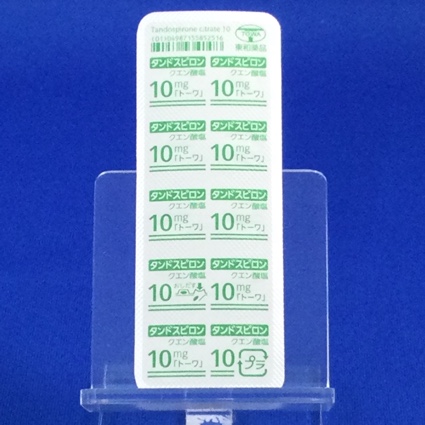 Tandospirone citrate 10
(01)04987155892516
TOWA
東和薬品
タンドスピロン タンドスピロン
クエン酸塩 クエン酸塩
10mg「トーワ」 10mg「トーワ」
タンドスピロン タンドスピロン
クエン酸塩 クエン酸塩
10mg「トーワ」 10mg「トーワ」
タンドスピロン タンドスピロン
クエン酸塩 クエン酸塩
10mg「トーワ」 10mg「トーワ」
タンドスピロン タンドスピロン
クエン酸塩 クエン酸塩
10 おしだす 10mg「トーワ」
タンドスピロン タンドスピロン
クエン酸塩 クエン酸塩
10mg「トーワ」 10 プラ